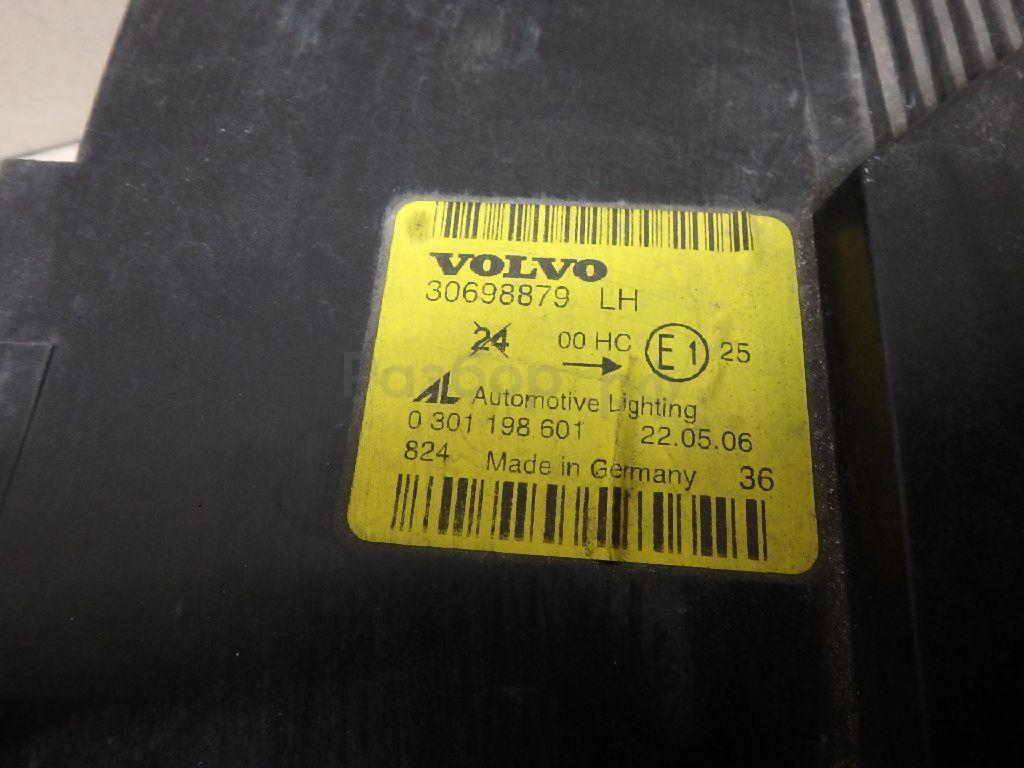 VOLVO
30698879 LH
24 00 HC E1 25
AL Automotive Lighting
0 301 198 601 22.05.06
824 Made in Germany 36